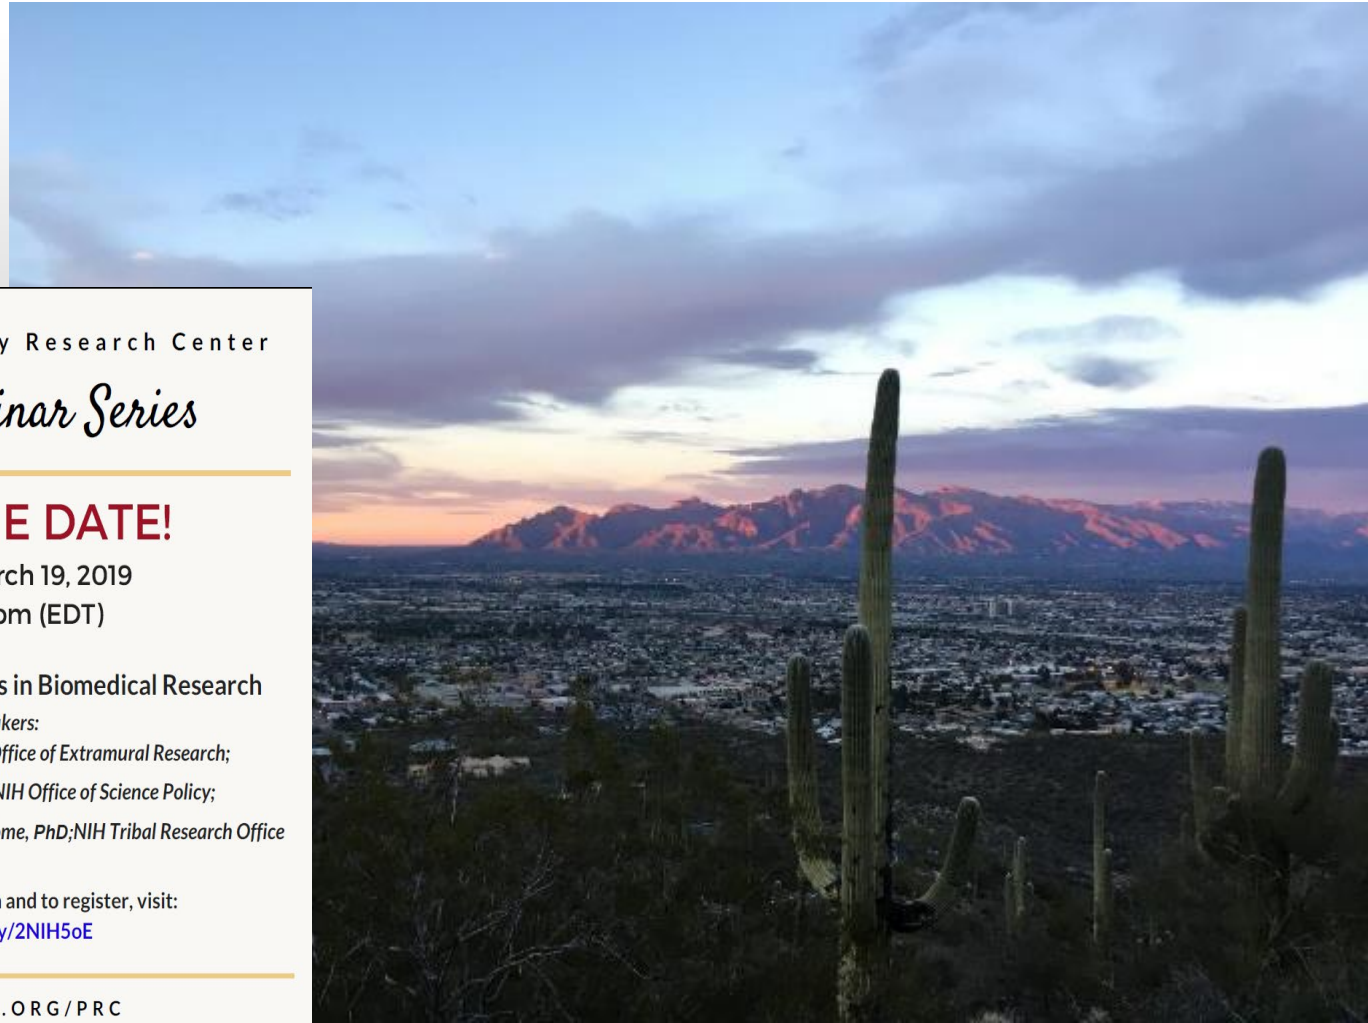 y Research Center
inar Series
E DATE!
rch 19, 2019
om (EDT)
s in Biomedical Research
kers:
ffice of Extramural Research;
NIH Office of Science Policy;
ome, PhD;NIH Tribal Research Office
and to register, visit:
y/2NIH5oE
.ORG/PRC